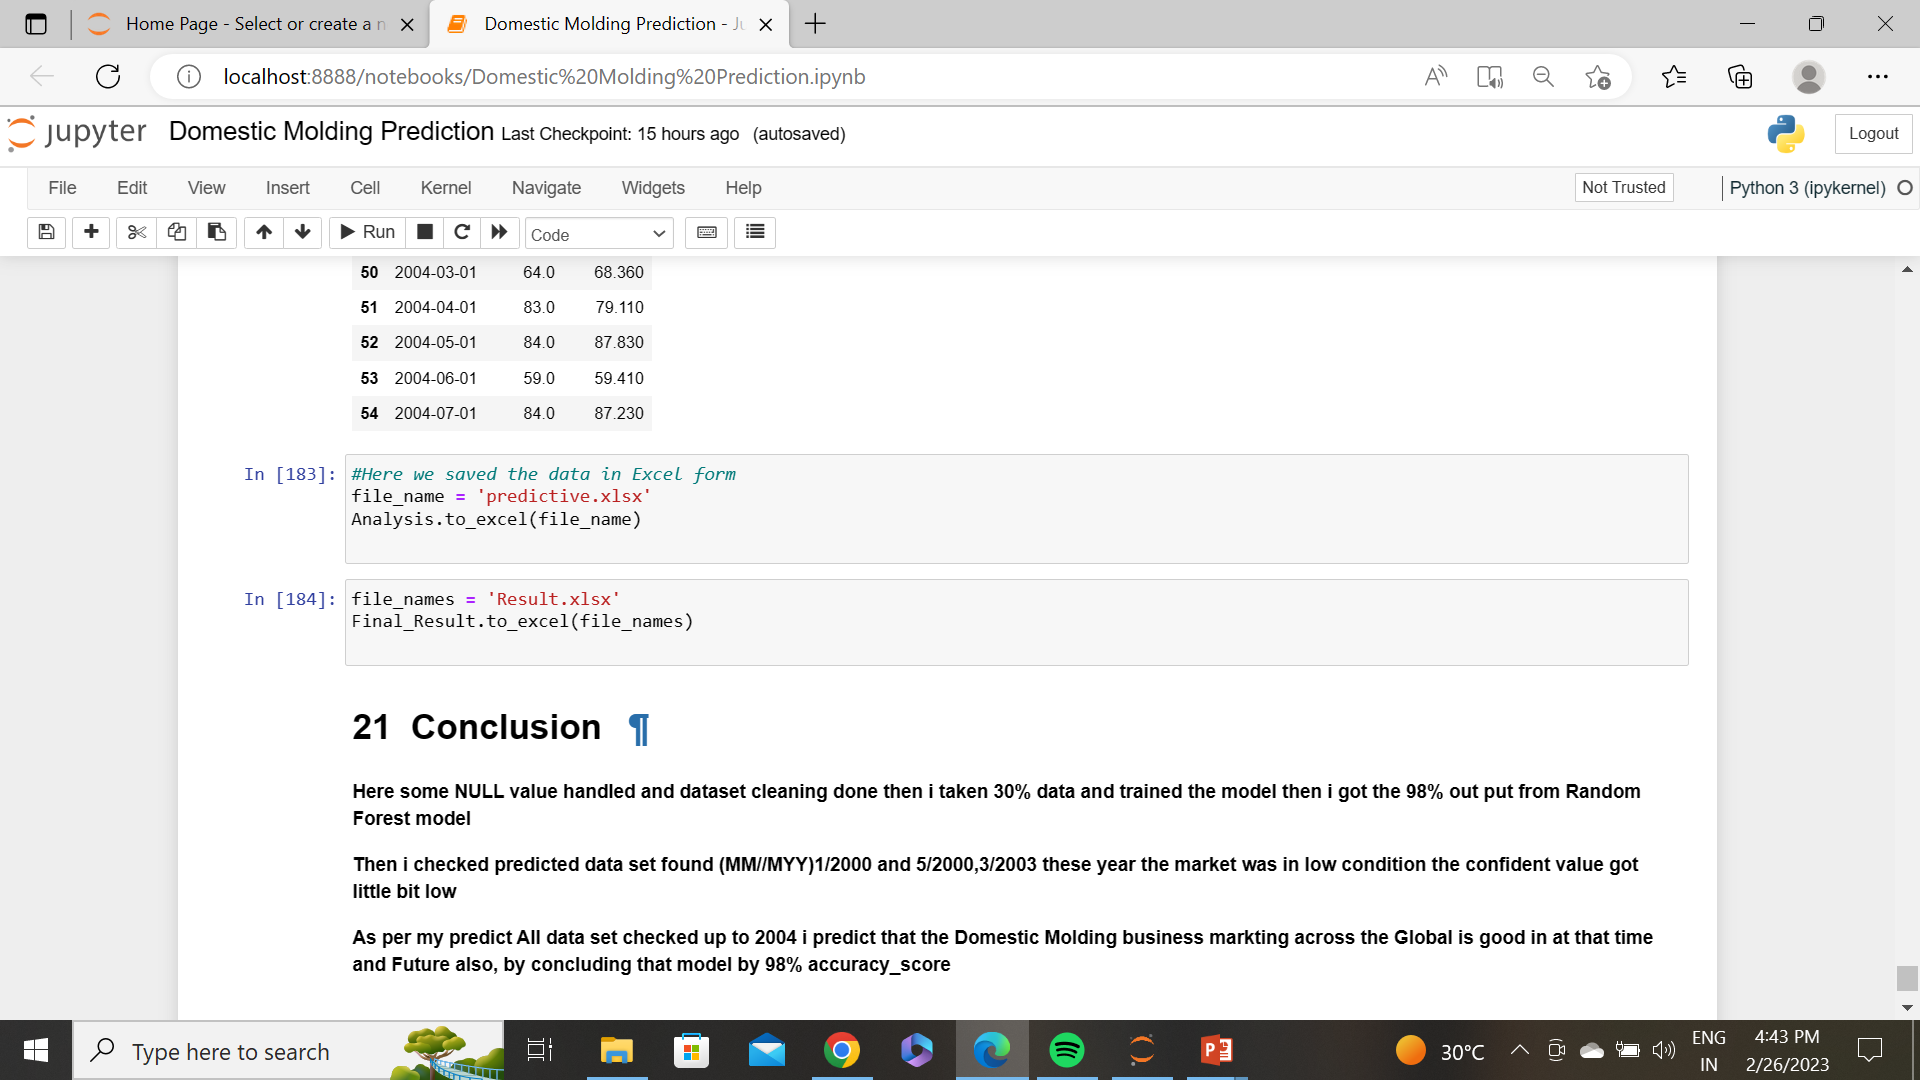 Home Page - Select or create a n
Domestic Molding Prediction - Ju
localhost:8888/notebooks/Domestic%20Molding%20Prediction.ipynb
jupyter Domestic Molding Prediction Last Checkpoint: 15 hours ago (autosaved)
Logout
File Edit View Insert Cell Kernel Navigate Widgets Help
Not Trusted
Python 3 (ipykernel)
Run
Code
50 2004-03-01 64.0 68.360
51 2004-04-01 83.0 79.110
52 2004-05-01 84.0 87.830
53 2004-06-01 59.0 59.410
54 2004-07-01 84.0 87.230
In [183]: #Here we saved the data in Excel form
file_name = 'predictive.xlsx'
Analysis.to_excel(file_name)
In [184]: file_names = 'Result.xlsx'
Final_Result.to_excel(file_names)
21 Conclusion ¶
Here some NULL value handled and dataset cleaning done then i taken 30% data and trained the model then i got the 98% out put from Random
Forest model
Then i checked predicted data set found (MM//MYY)1/2000 and 5/2000,3/2003 these year the market was in low condition the confident value got
little bit low
As per my predict All data set checked up to 2004 i predict that the Domestic Molding business markting across the Global is good in at that time
and Future also, by concluding that model by 98% accuracy_score
Type here to search
30°C
ENG
IN
4:43 PM
2/26/2023